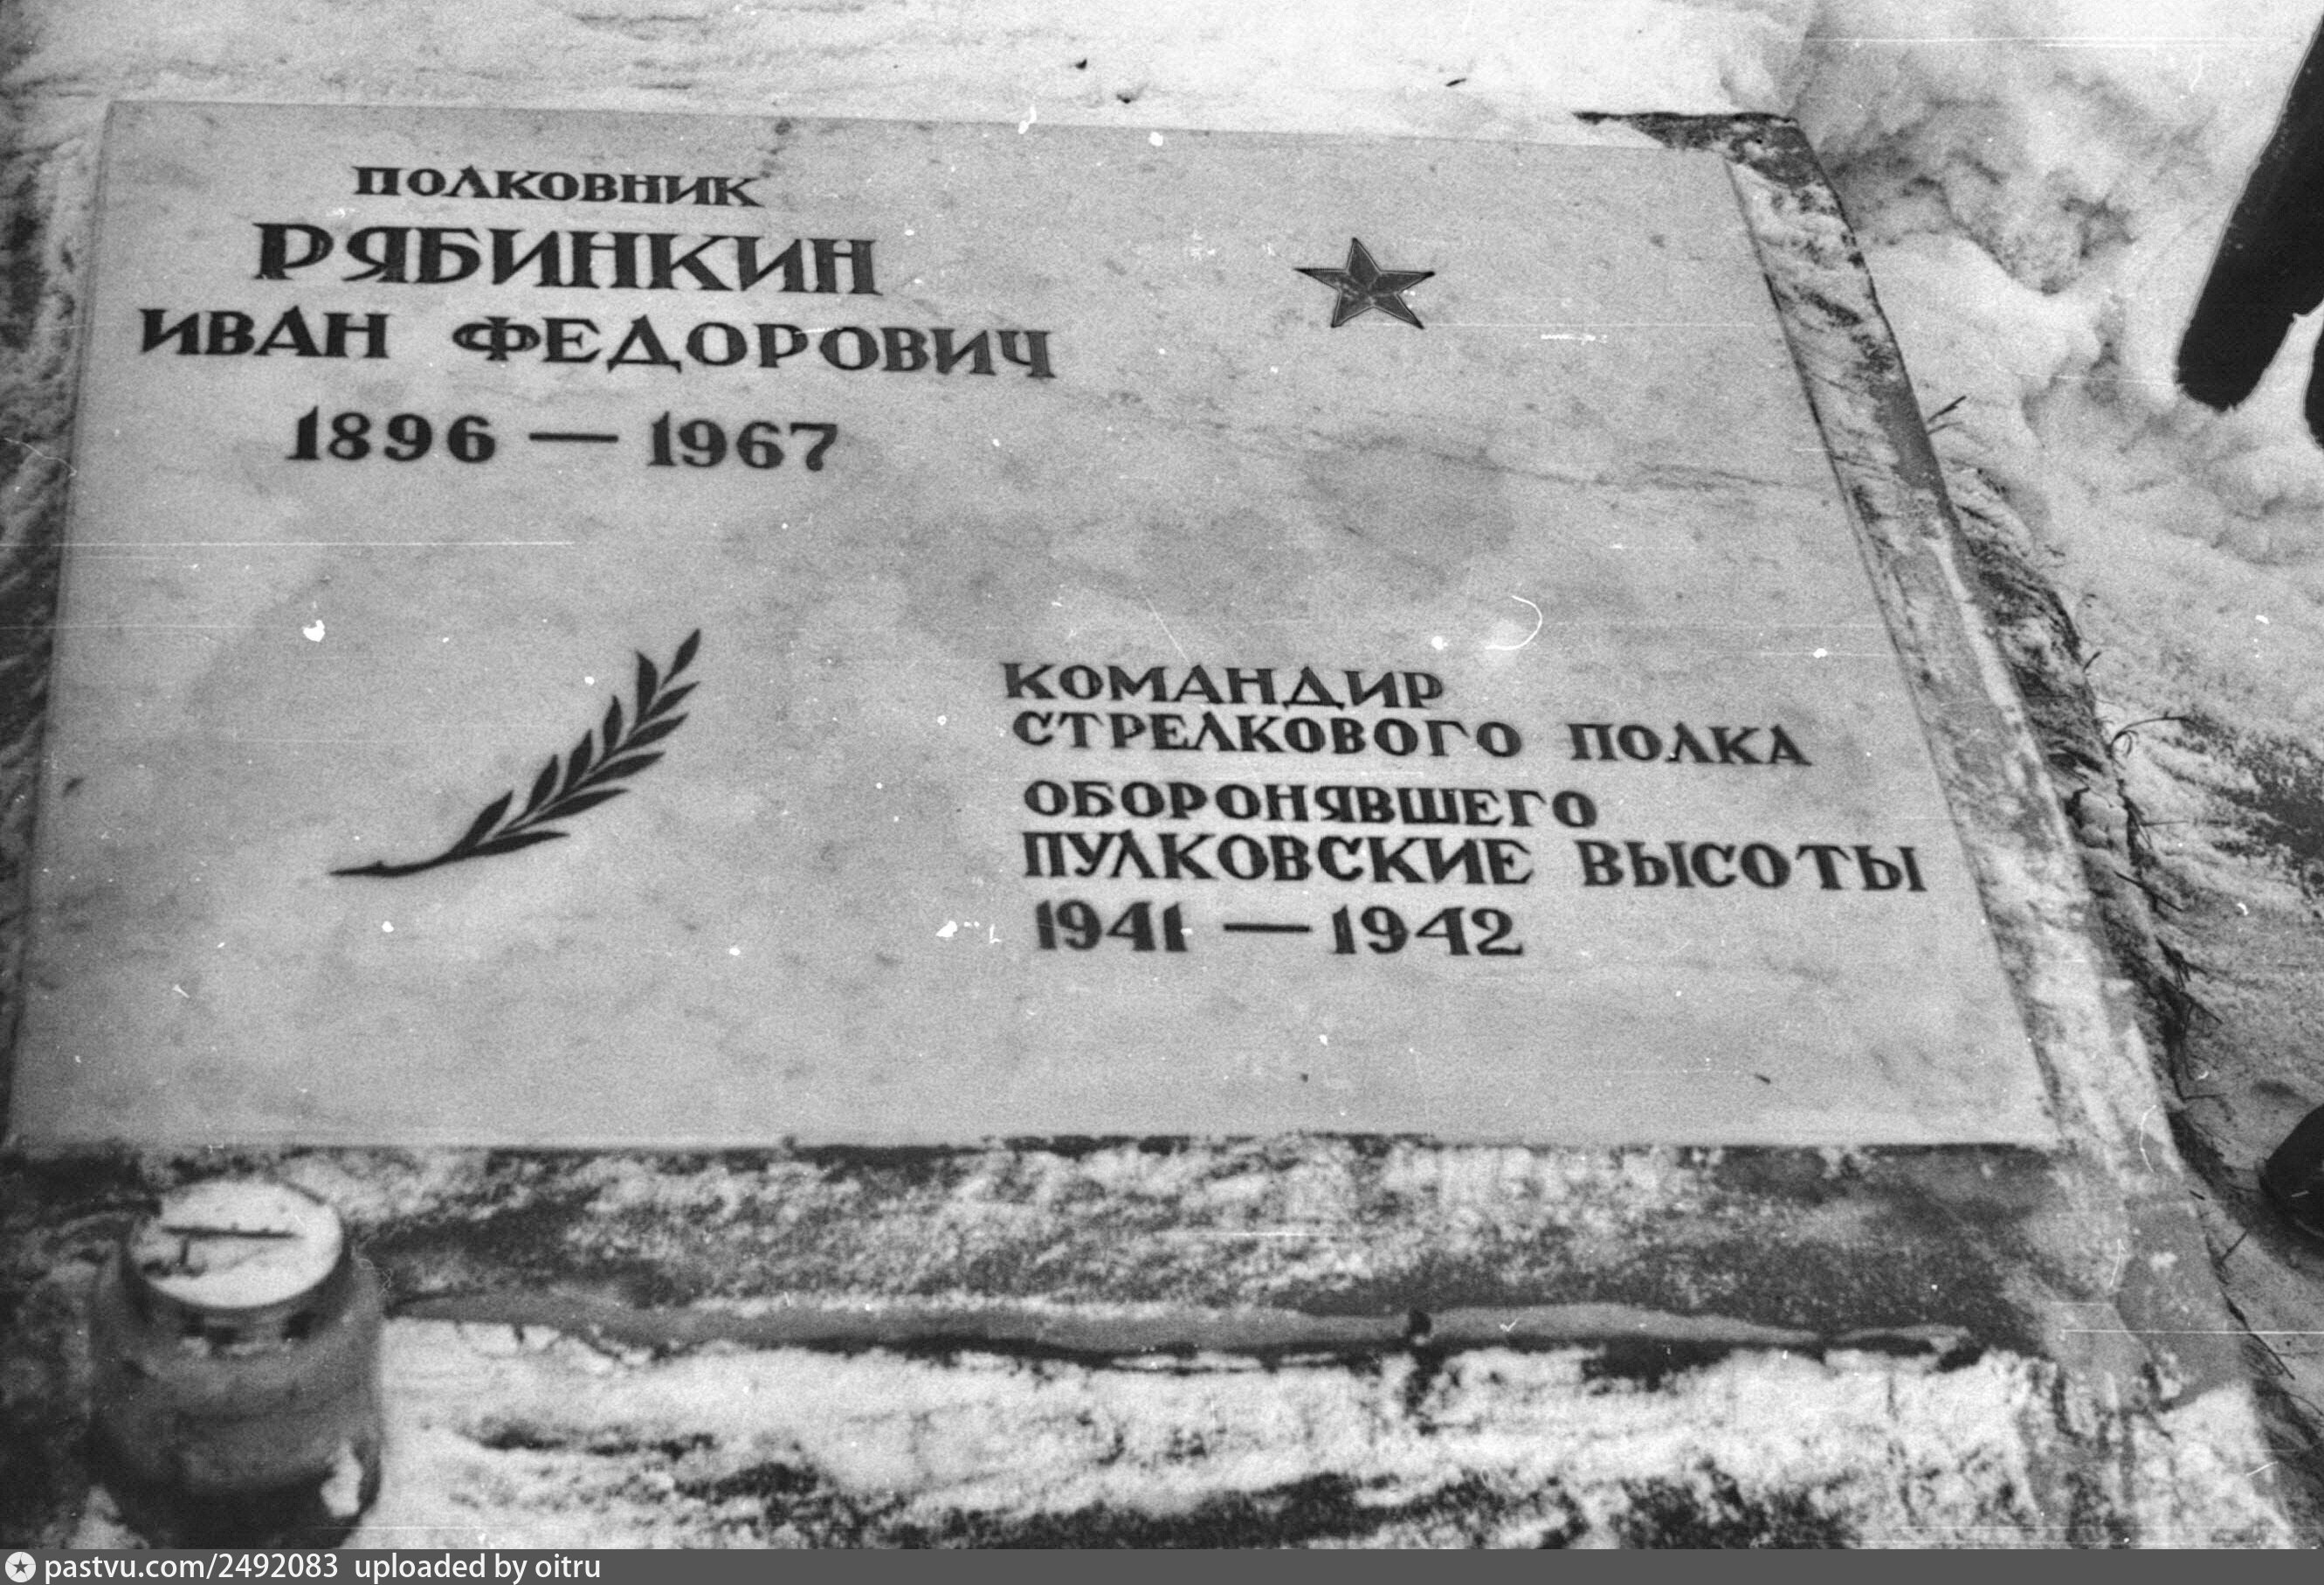 ПОЛКОВНИК
РЯБИНКИН
ИВАН ФЕДОРОВИЧ
1896 — 1967
КОМАНДИР
СТРЕЛКОВОГО ПОЛКА
ОБОРОНЯВШЕГО
ПУЛКОВСКИЕ ВЫСОТЫ
1941 — 1942
pastvu.com/2492083 uploaded by oitru